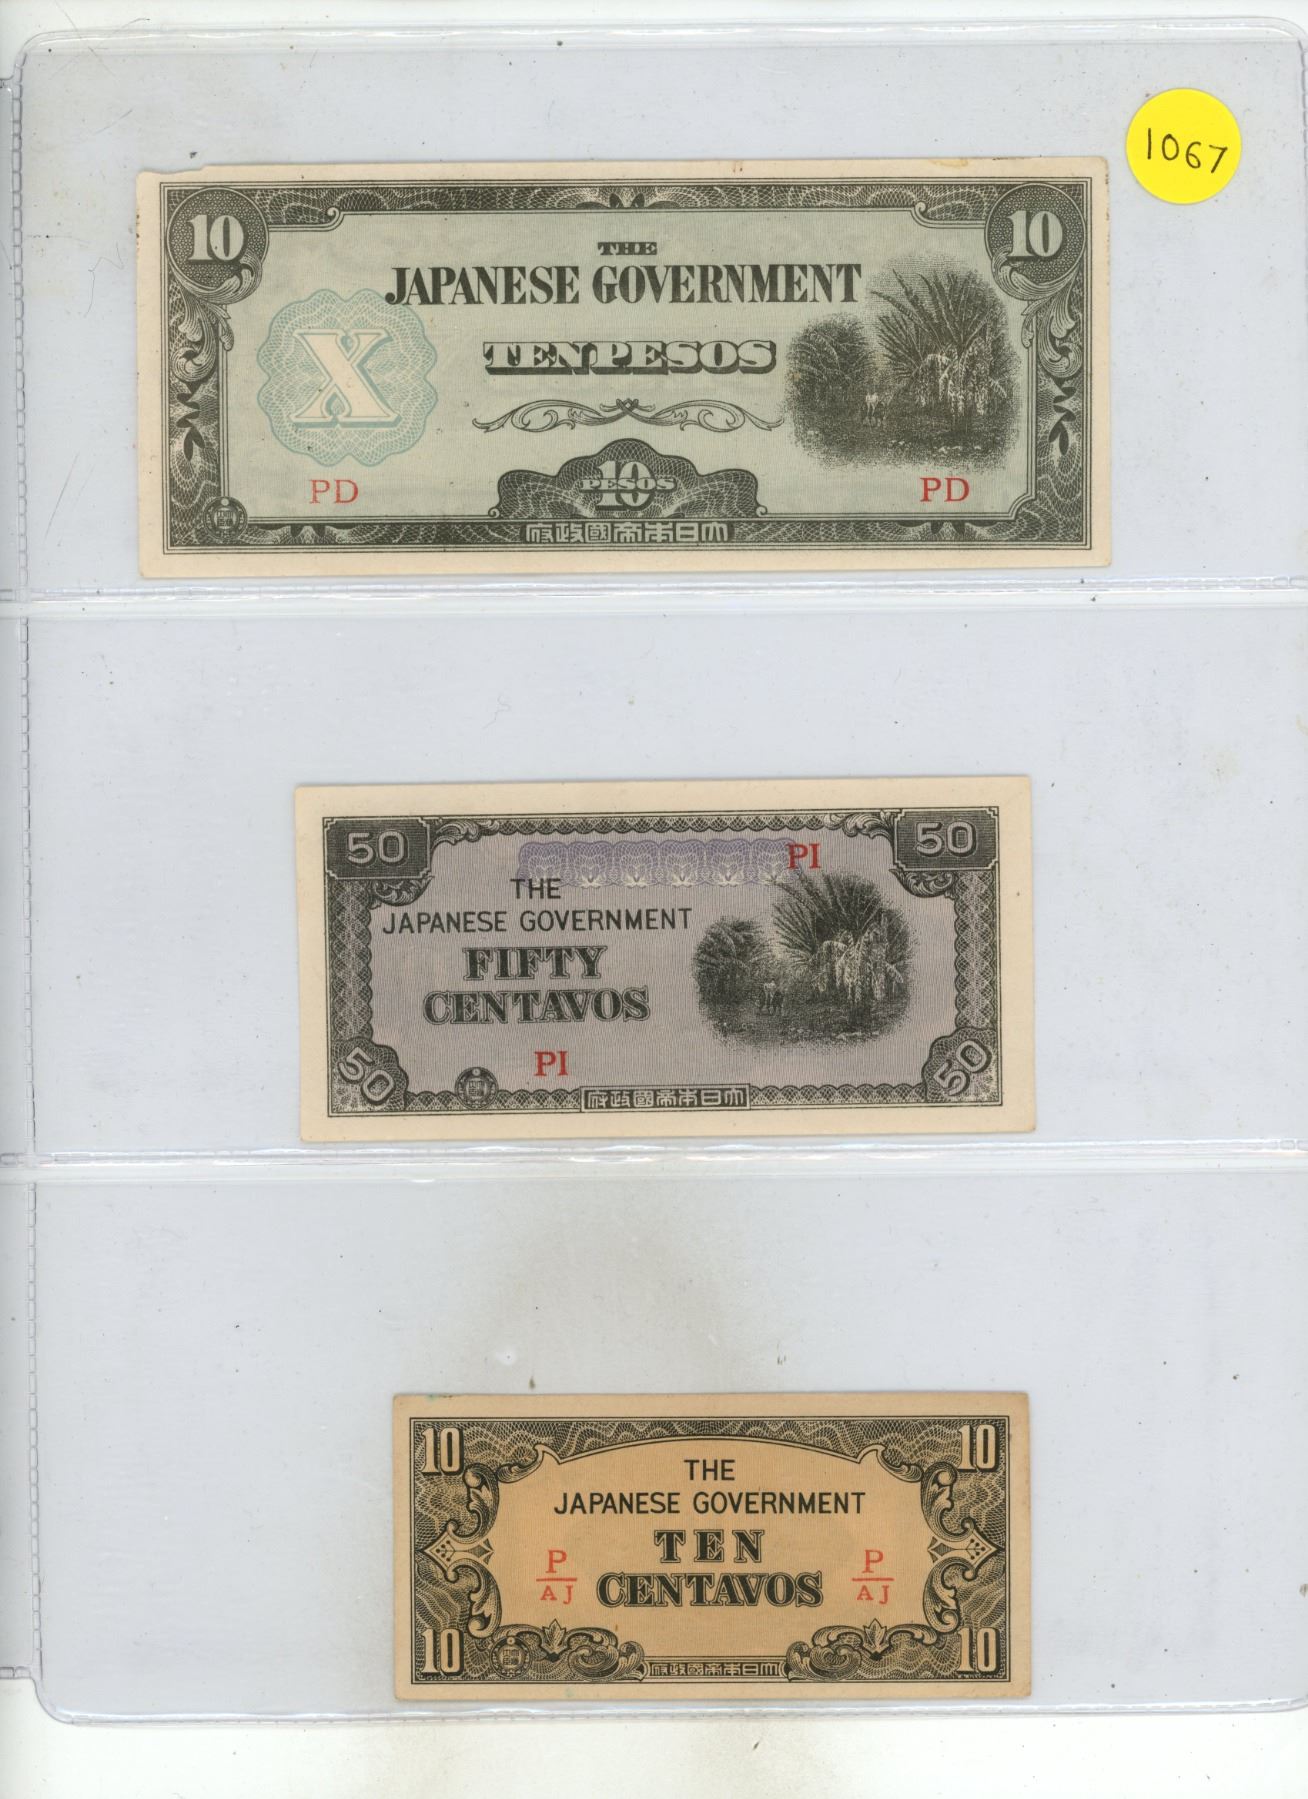 1067
10 10
THE
JAPANESE GOVERNMENT
TEN PESOS
X
10
PESOS
PD PD
府政國帝本日大
50 50
PI
THE
JAPANESE GOVERNMENT
FIFTY
CENTAVOS
PI
50 50
府政國帝本日大
10 10
THE
JAPANESE GOVERNMENT
TEN
CENTAVOS
P P
AJ AJ
10 10
府政國帝本日大